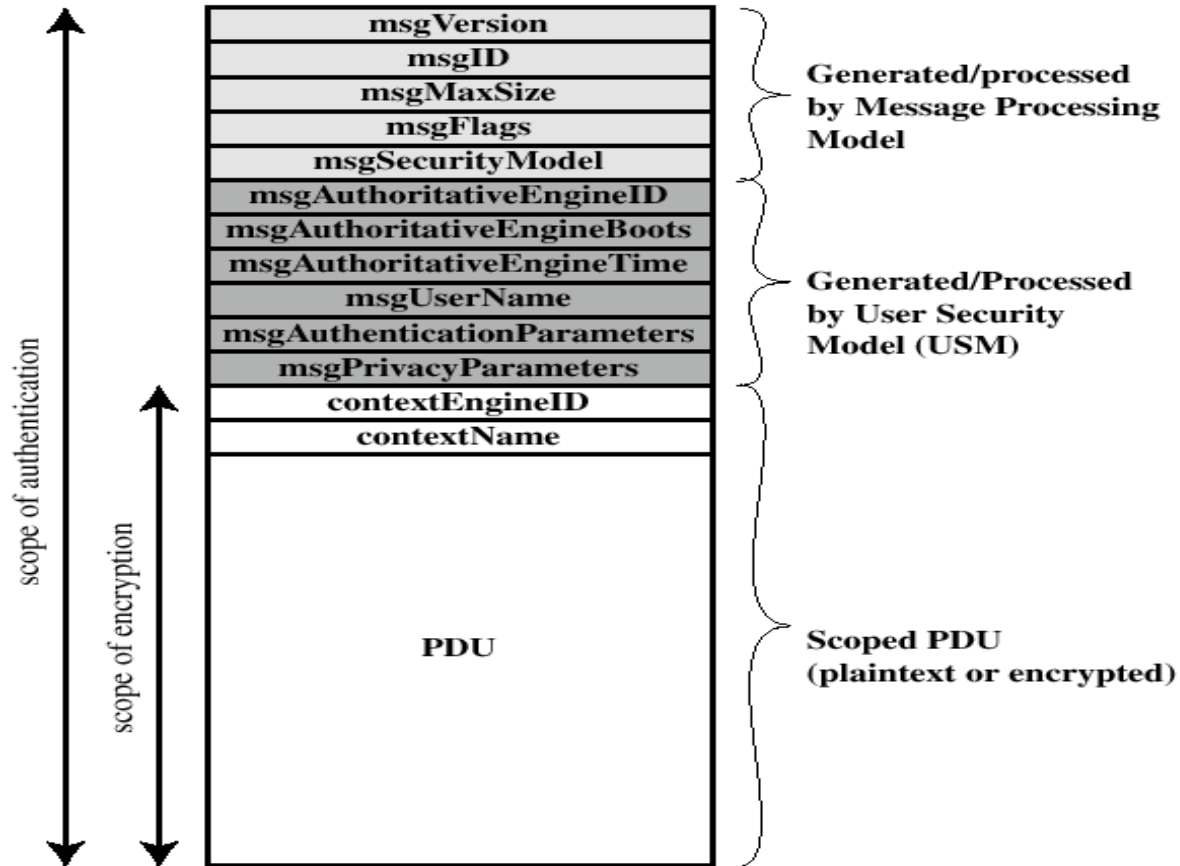 msgVersion
msgID
msgMaxSize
msgFlags
msgSecurityModel
msgAuthoritativeEngineID
msgAuthoritativeEngineBoots
msgAuthoritativeEngineTime
msgUserName
msgAuthenticationParameters
msgPrivacyParameters
contextEngineID
contextName
PDU
Generated/processed
by Message Processing
Model
Generated/Processed
by User Security
Model (USM)
Scoped PDU
(plaintext or encrypted)
scope of authentication
scope of encryption